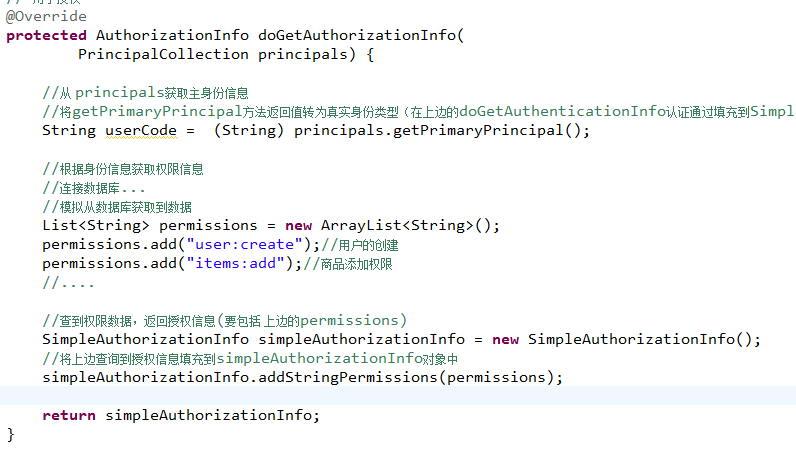 @Override
protected AuthorizationInfo doGetAuthorizationInfo(
PrincipalCollection principals) {
//从 principals获取主身份信息
//将getPrimaryPrincipal方法返回值转为真实身份类型（在上边的doGetAuthenticationInfo认证通过填充到Simpl
String userCode =  (String) principals.getPrimaryPrincipal();
//根据身份信息获取权限信息
//连接数据库...
//模拟从数据库获取到数据
List<String> permissions = new ArrayList<String>();
permissions.add("user:create");//用户的创建
permissions.add("items:add");//商品添加权限
//....
//查到权限数据，返回授权信息(要包括 上边的permissions)
SimpleAuthorizationInfo simpleAuthorizationInfo = new SimpleAuthorizationInfo();
//将上边查询到授权信息填充到simpleAuthorizationInfo对象中
simpleAuthorizationInfo.addStringPermissions(permissions);
return simpleAuthorizationInfo;
}